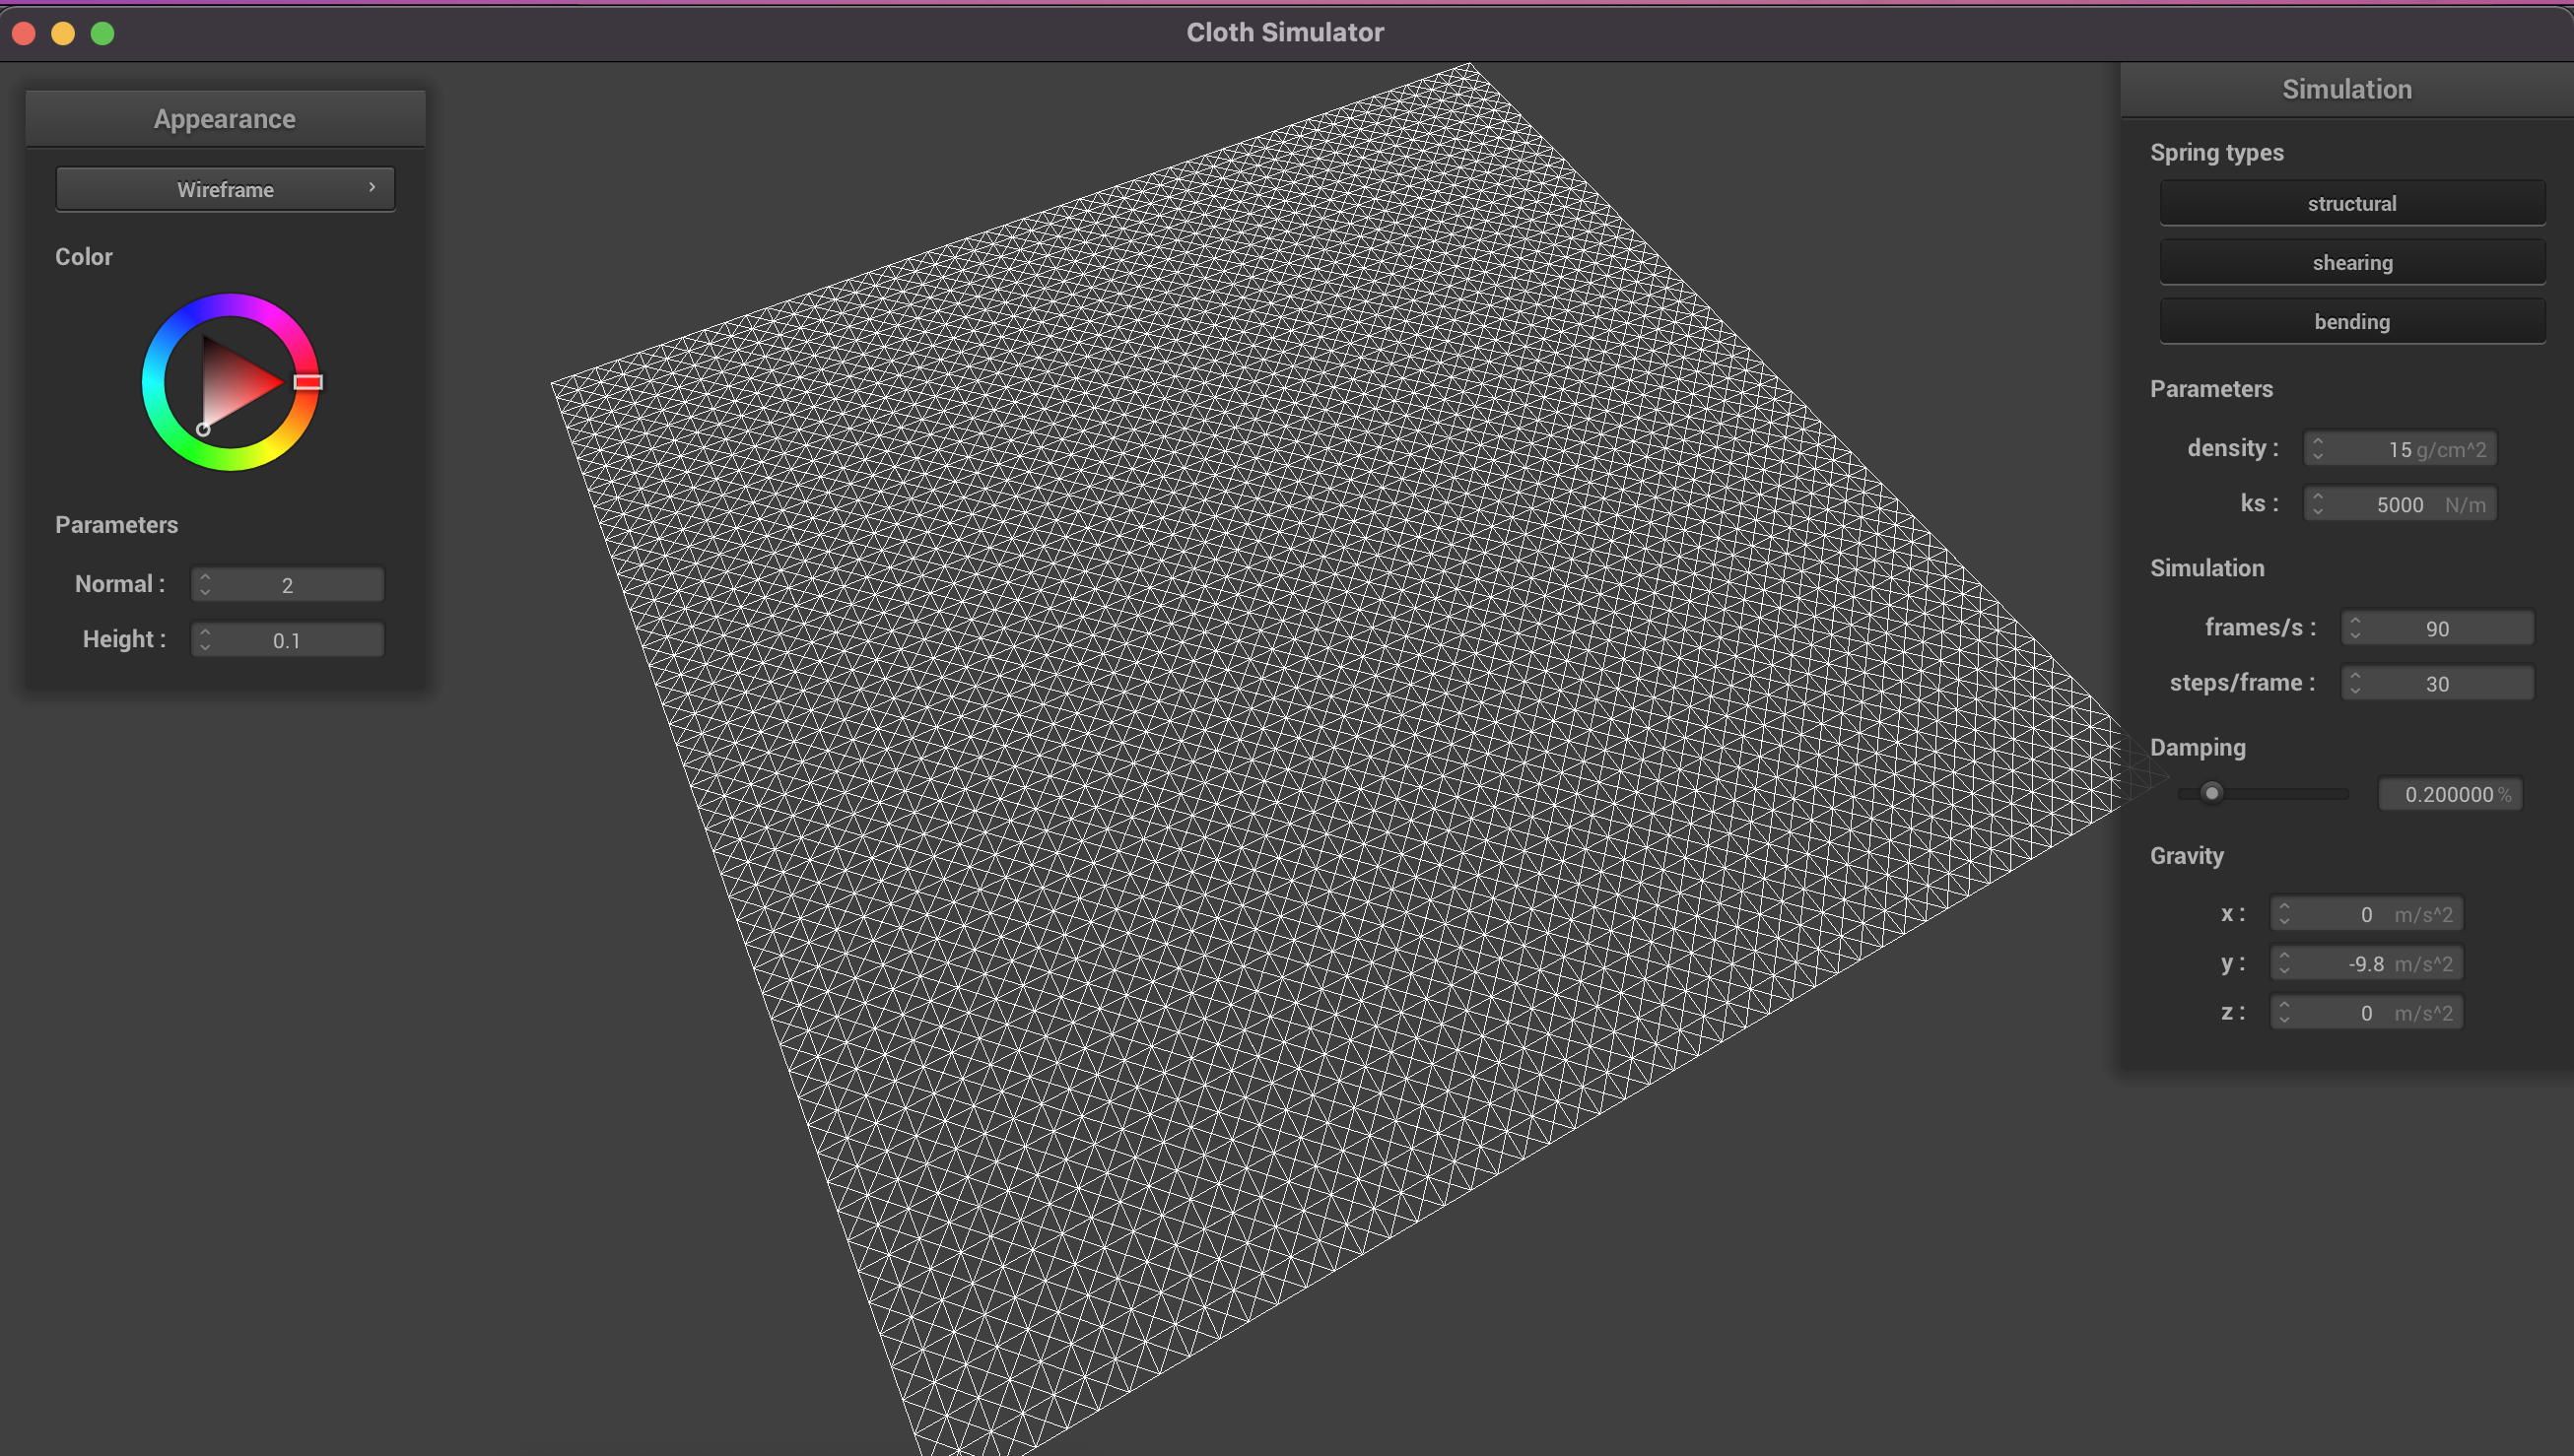 Cloth Simulator
Appearance
Wireframe
Color
Parameters
Normal : 2
Height : 0.1
Simulation
Spring types
structural
shearing
bending
Parameters
density : 15 g/cm^2
ks : 5000 N/m
Simulation
frames/s : 90
steps/frame : 30
Damping
0.200000 %
Gravity
x : 0 m/s^2
y : -9.8 m/s^2
z : 0 m/s^2